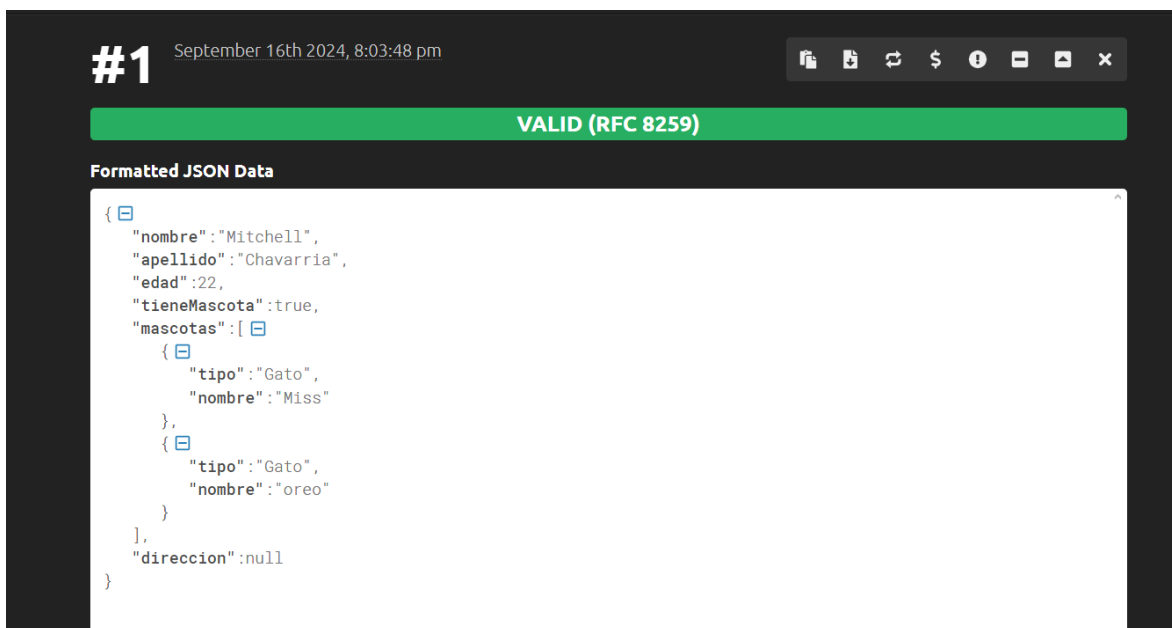 #1 September 16th 2024, 8:03:48 pm
VALID (RFC 8259)
Formatted JSON Data
{
"nombre":"Mitchell",
"apellido":"Chavarria",
"edad":22,
"tieneMascota":true,
"mascotas":[
{
"tipo":"Gato",
"nombre":"Miss"
},
{
"tipo":"Gato",
"nombre":"oreo"
}
],
"direccion":null
}